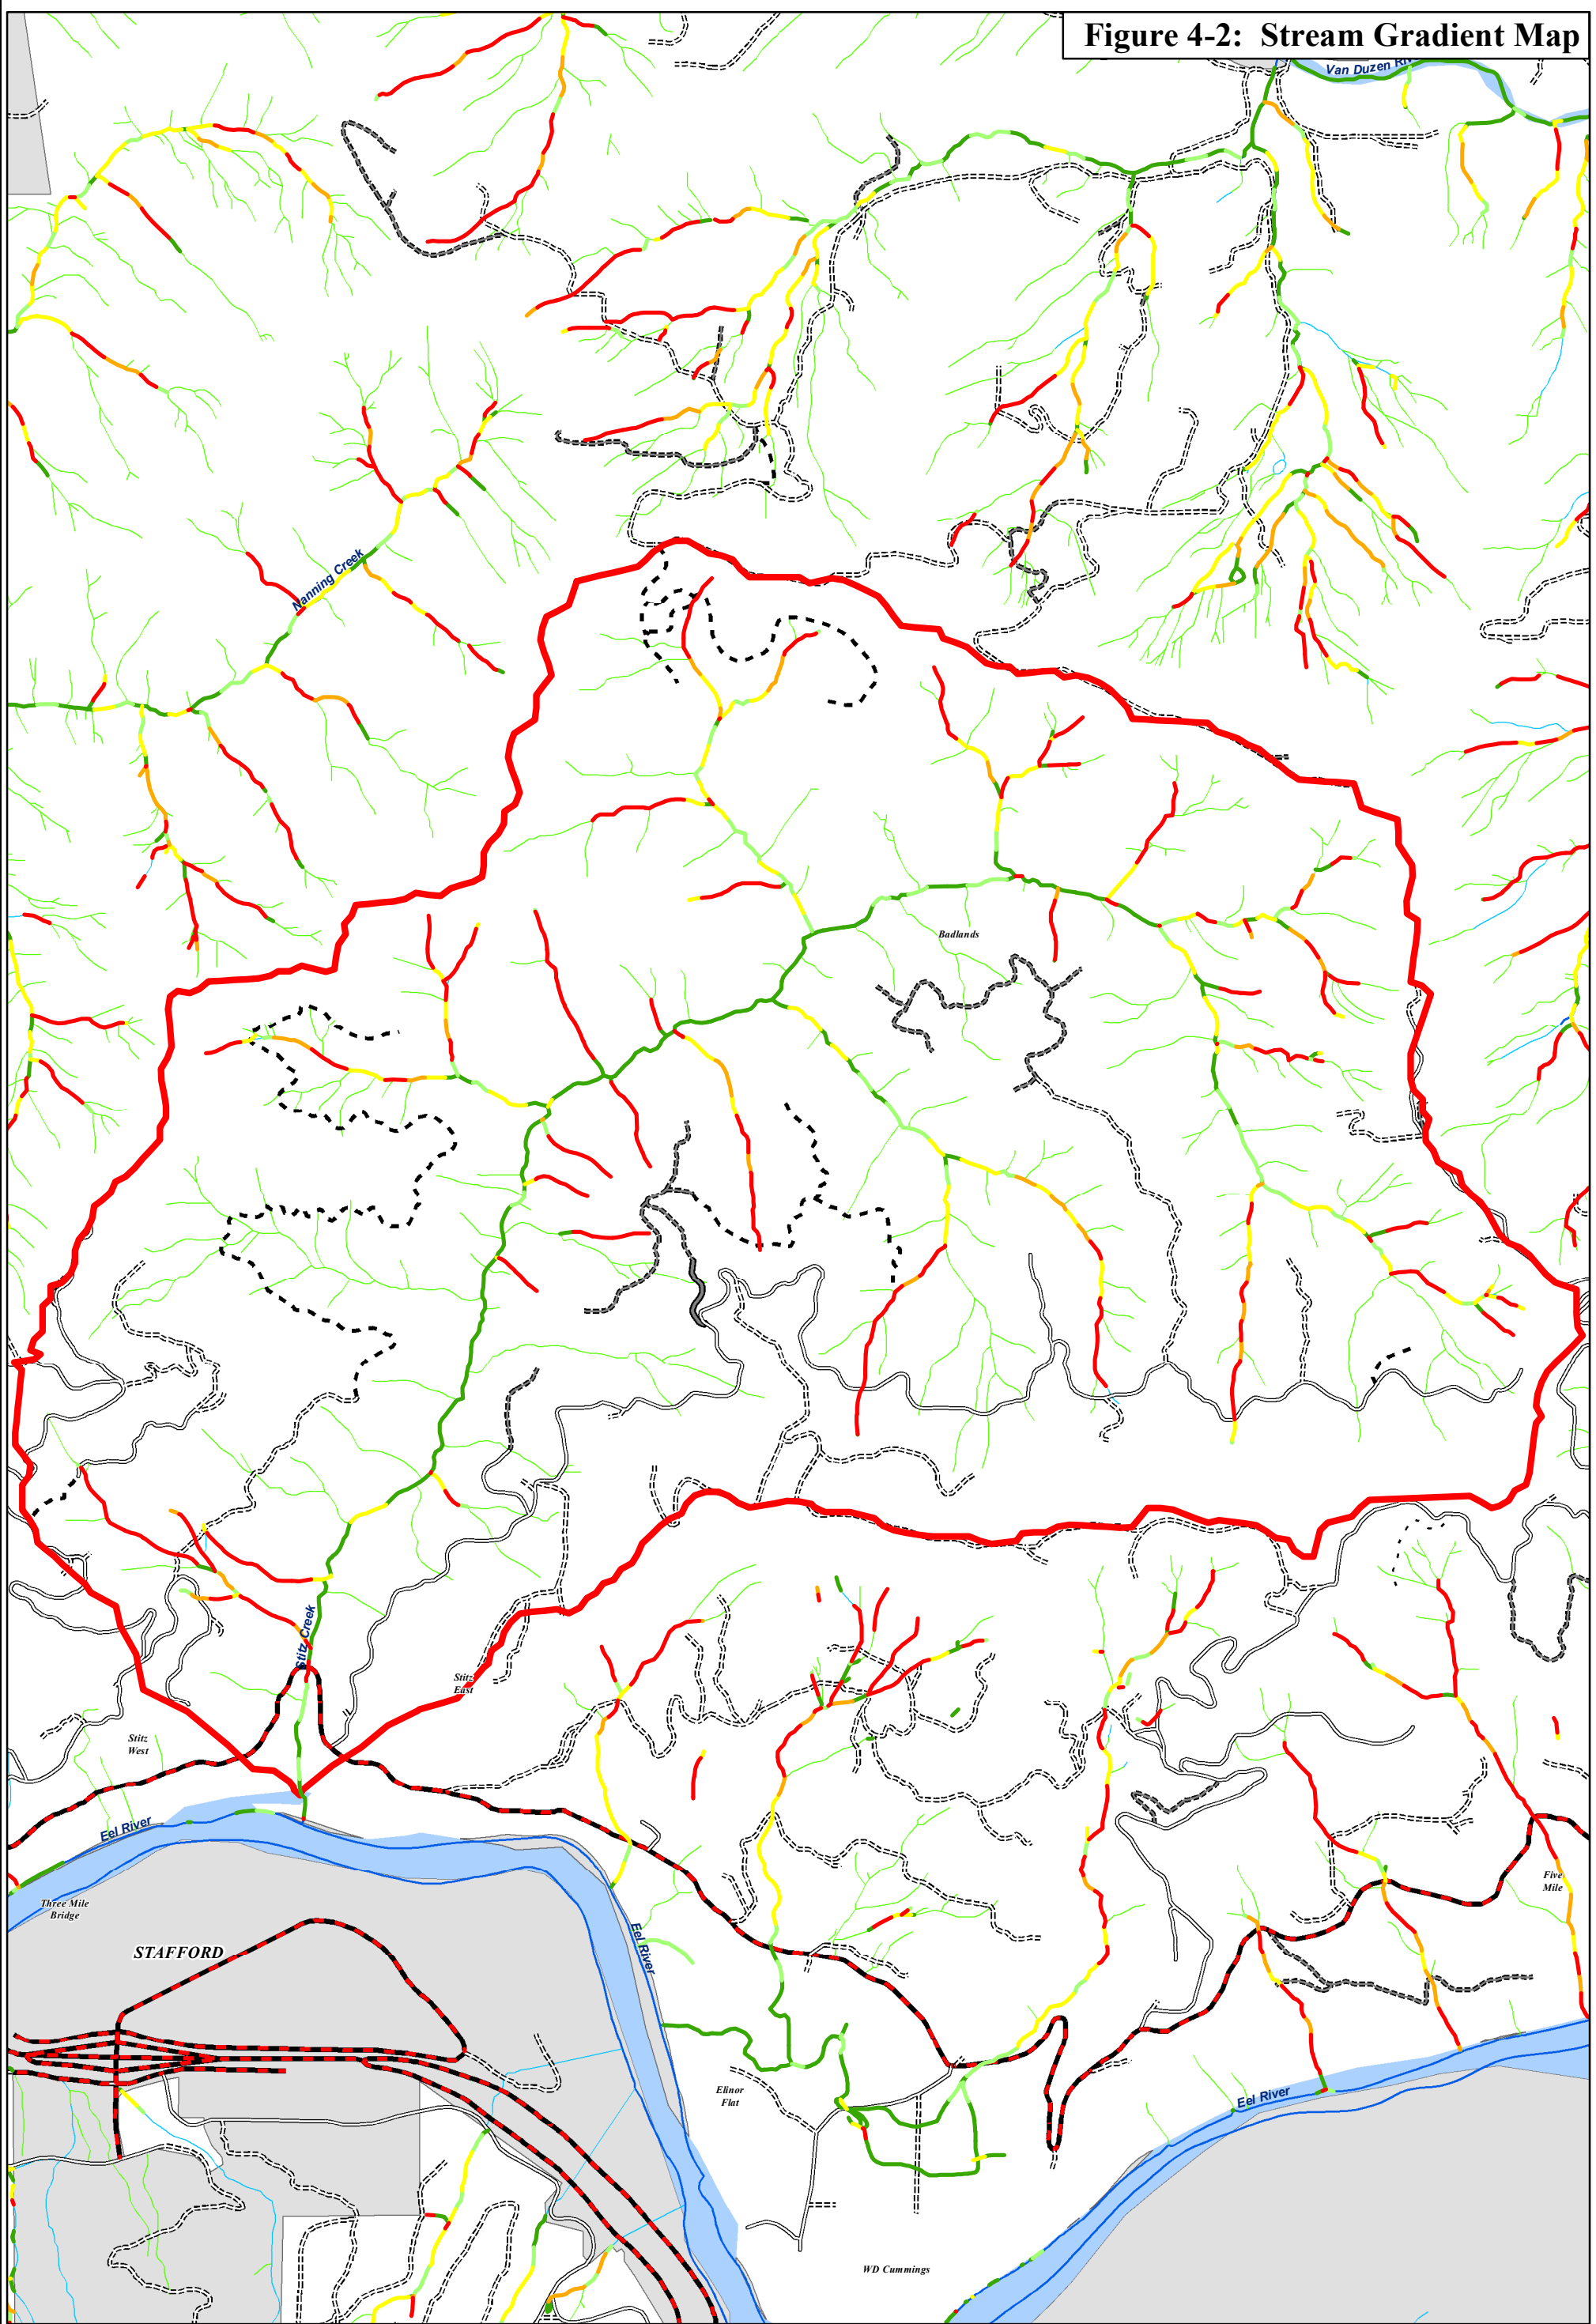 Figure 4-2: Stream Gradient Map
Van Duzen
Nanning Creek
Badlands
Stitz Creek
Stitz
East
Stitz
West
Eel River
Three Mile
Bridge
STAFFORD
Eel River
Five
Mile
Elinor
Flat
Eel River
WD Cummings